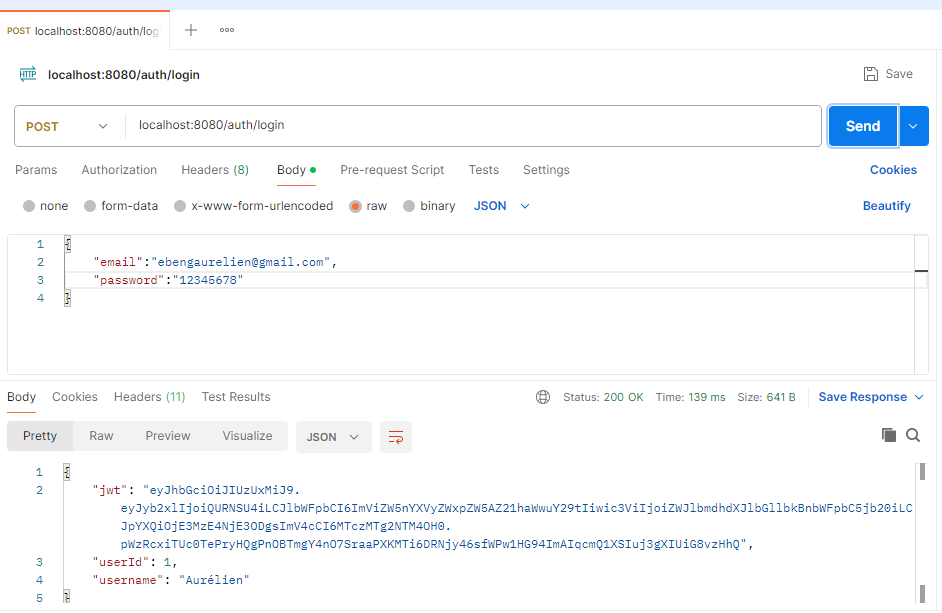 POST localhost:8080/auth/log
HTTP localhost:8080/auth/login
Save
POST localhost:8080/auth/login
Send
Params Authorization Headers (8) Body Pre-request Script Tests Settings Cookies
none form-data x-www-form-urlencoded raw binary JSON Beautify
1 {
2 "email":"ebengaurelien@gmail.com",
3 "password":"12345678"
4 }
Body Cookies Headers (11) Test Results Status: 200 OK Time: 139 ms Size: 641 B Save Response
Pretty Raw Preview Visualize JSON
1 {
2 "jwt": "eyJhbGciOiJIUzUxMiJ9.
eyJyb2xlIjoiQURNSU4iLCJlbWFpbCI6ImViZW5nYXVyZWxpZW5AZ21haWwuY29tIiwic3ViIjoiZWJlbmdhdXJlbGllbkBnbWFpbC5jb20iLC
JpYXQiOjE3MzE4NjE3ODgsImV4cCI6MTczMTg2NTM4OH0.
pWzRcxiTUc0TePryHQgPnOBTmgY4nO7SraaPXKMTi6DRNjy46sfWPw1HG94ImAIqcmQ1XSIuj3gXIUiG8vzHhQ",
3 "userId": 1,
4 "username": "Aurélien"
5 }